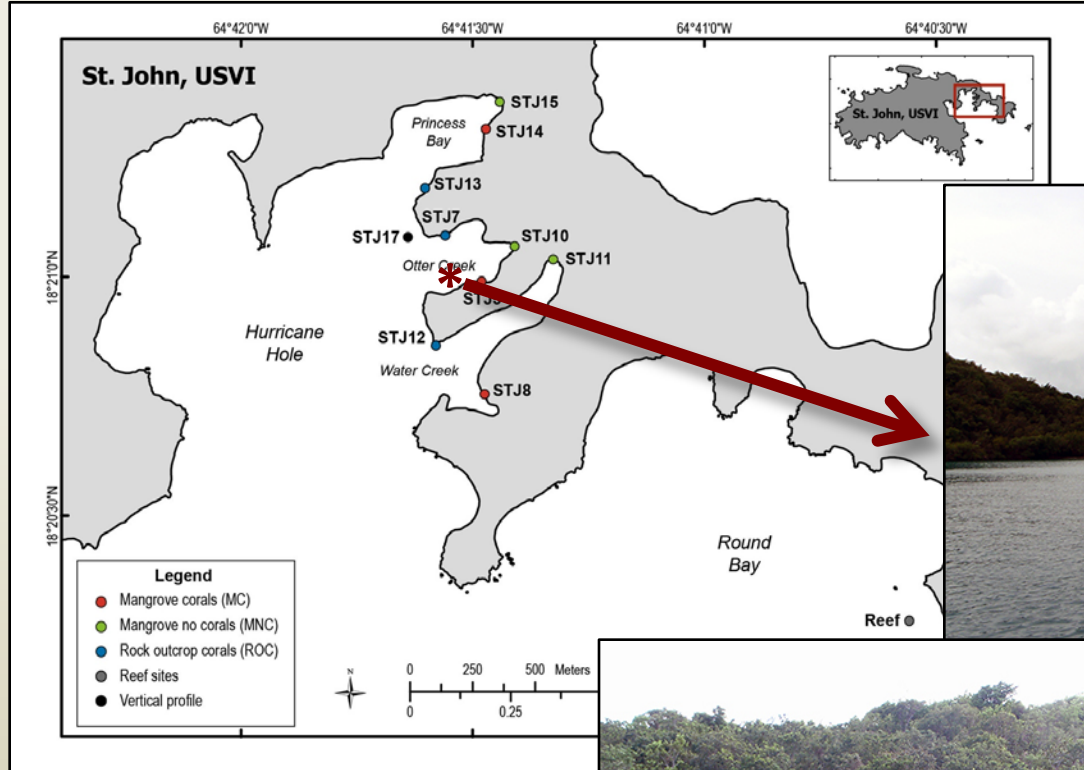 64°42'0"W
64°41'30"W
64°41'0"W
64°40'30"W
St. John, USVI
St. John, USVI
STJ15
Princess
Bay
STJ14
STJ13
STJ7
STJ17
STJ10
STJ11
Otter Creek
18°21'0"N
Hurricane
Hole
STJ12
Water Creek
STJ8
18°20'30"N
Round
Bay
Reef
Legend
Mangrove corals (MC)
Mangrove no corals (MNC)
Rock outcrop corals (ROC)
Reef sites
Vertical profile
N
0 250 500 Meters
0 0.25